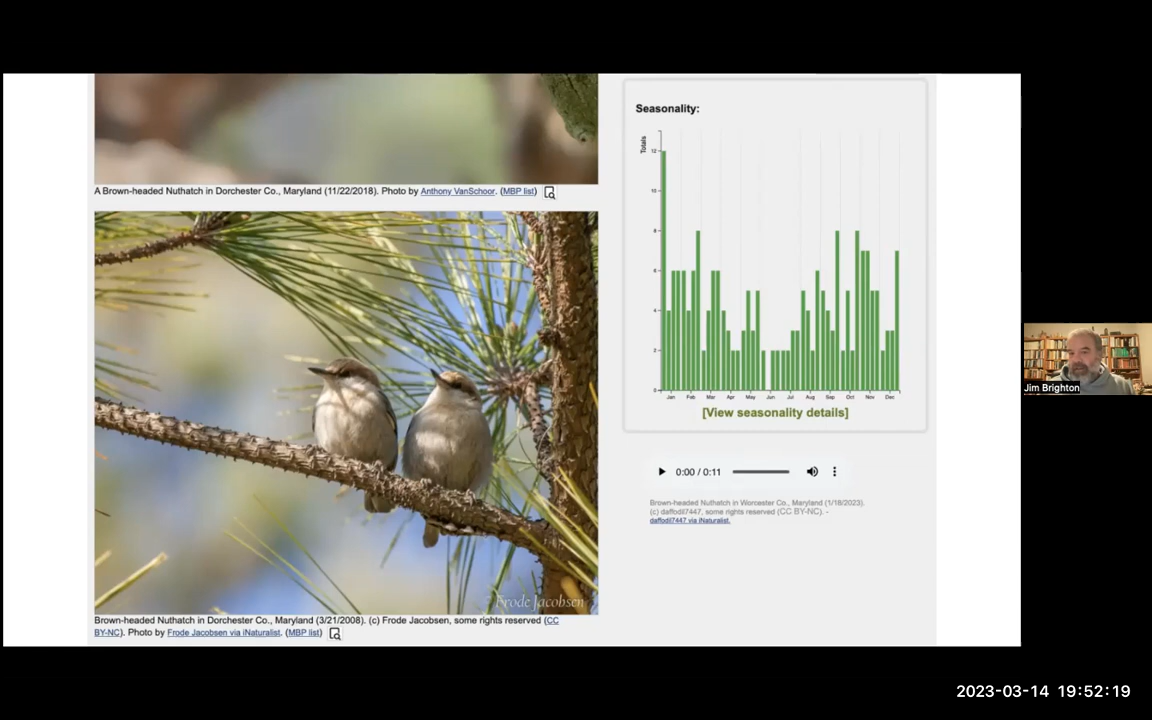 A Brown-headed Nuthatch in Dorchester Co., Maryland (11/22/2018). Photo by Anthony VanSchoor. (MBP list)
Frode Jacobsen
Brown-headed Nuthatch in Dorchester Co., Maryland (3/21/2008). (c) Frode Jacobsen, some rights reserved (CC
BY-NC). Photo by Frode Jacobsen via iNaturalist. (MBP list)
Seasonality:
Totals
12
10
8
6
4
2
0
Jan Feb Mar Apr May Jun Jul Aug Sep Oct Nov Dec
[View seasonality details]
0:00 / 0:11
Brown-headed Nuthatch in Worcester Co., Maryland (1/18/2023).
(c) daffodil7447, some rights reserved (CC BY-NC). -
daffodil7447 via iNaturalist.
Jim Brighton
2023-03-14 19:52:19